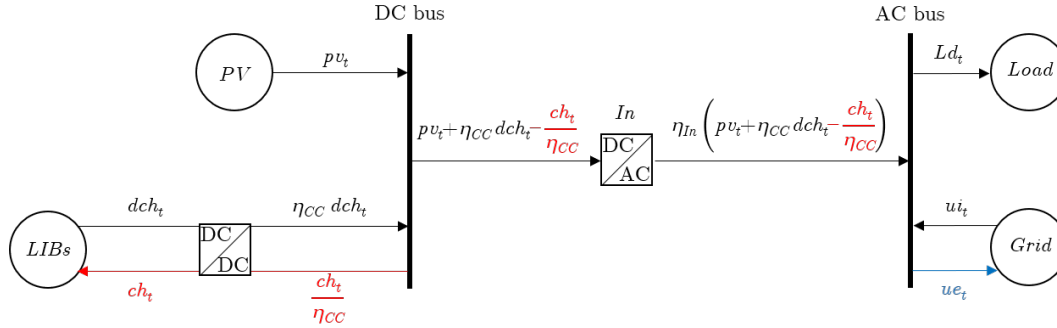 DC bus
AC bus
PV
pv_t
Ld_t
Load
pv_t + η_CC dch_t − ch_t/η_CC
In
DC
AC
η_In (pv_t + η_CC dch_t − ch_t/η_CC)
LIBs
dch_t
DC
DC
η_CC dch_t
ui_t
Grid
ch_t
ch_t/η_CC
ue_t